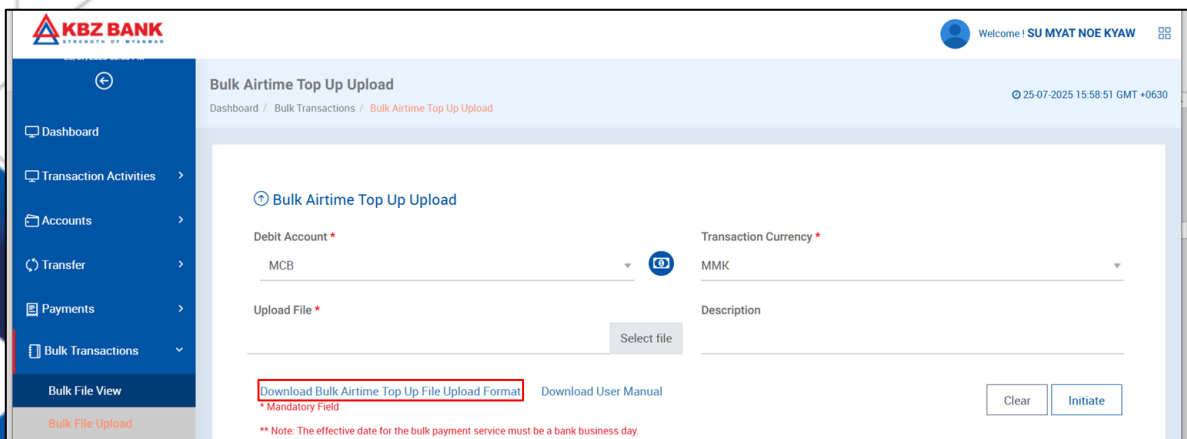 KBZ BANK
STRENGTH OF MYANMAR
Welcome ! SU MYAT NOE KYAW
Bulk Airtime Top Up Upload
Dashboard / Bulk Transactions / Bulk Airtime Top Up Upload
25-07-2025 15:58:51 GMT +0630
Dashboard
Transaction Activities
Accounts
Transfer
Payments
Bulk Transactions
Bulk File View
Bulk File Upload
Bulk Airtime Top Up Upload
Debit Account *
Transaction Currency *
MCB
MMK
Upload File *
Description
Select file
Download Bulk Airtime Top Up File Upload Format
Download User Manual
* Mandatory Field
Clear
Initiate
** Note: The effective date for the bulk payment service must be a bank business day.